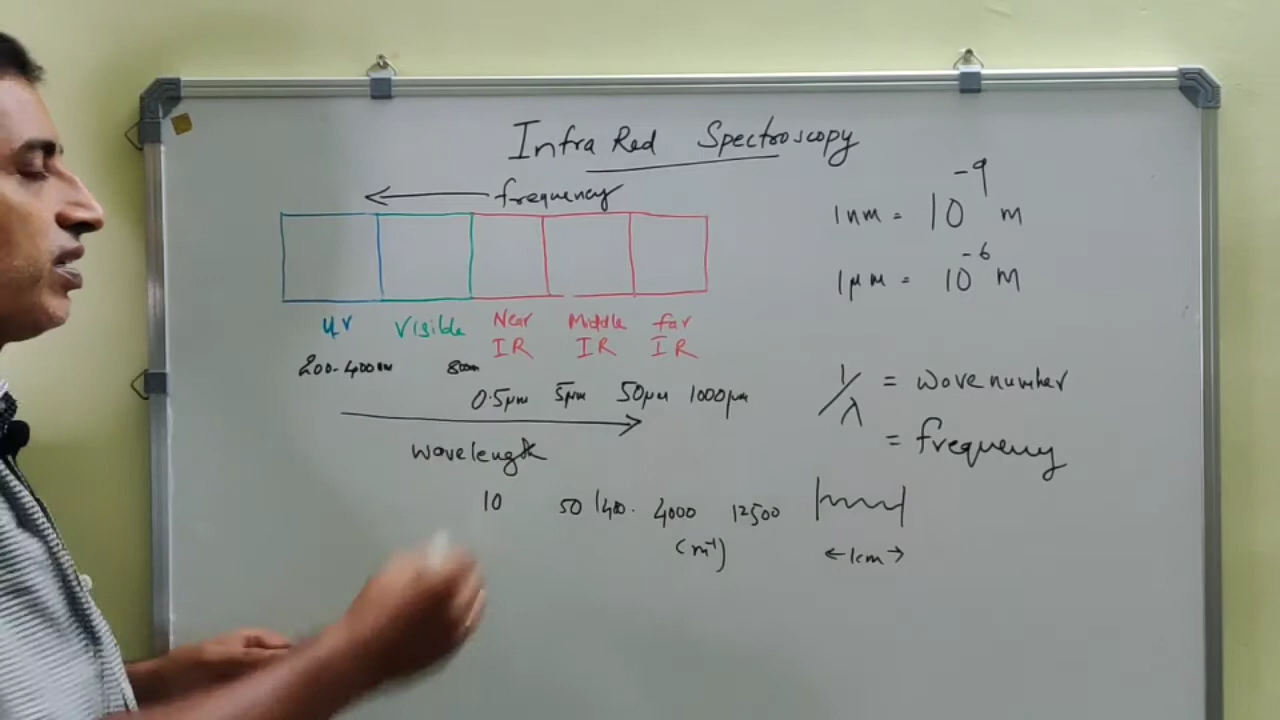 Infra Red Spectroscopy
← frequency
UV Visible Near IR Middle IR far IR
200-400nm 800nm
0.5μm 5μm 50μm 1000μm
wavelength
10 50 400. 4000 12500
(m⁻¹)
1nm = 10⁻⁹ m
1μm = 10⁻⁶ m
1/λ = wavenumber
= frequency
←1cm→